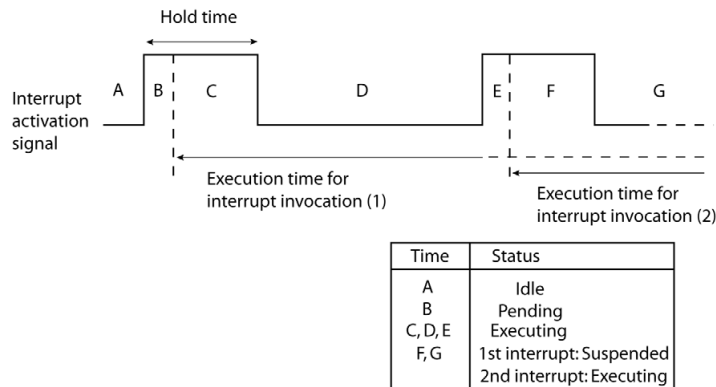 Hold time
A B C D E F G
Interrupt
activation
signal
Execution time for
interrupt invocation (1)
Execution time for
interrupt invocation (2)
Time Status
A Idle
B Pending
C, D, E Executing
F, G 1st interrupt: Suspended
2nd interrupt: Executing